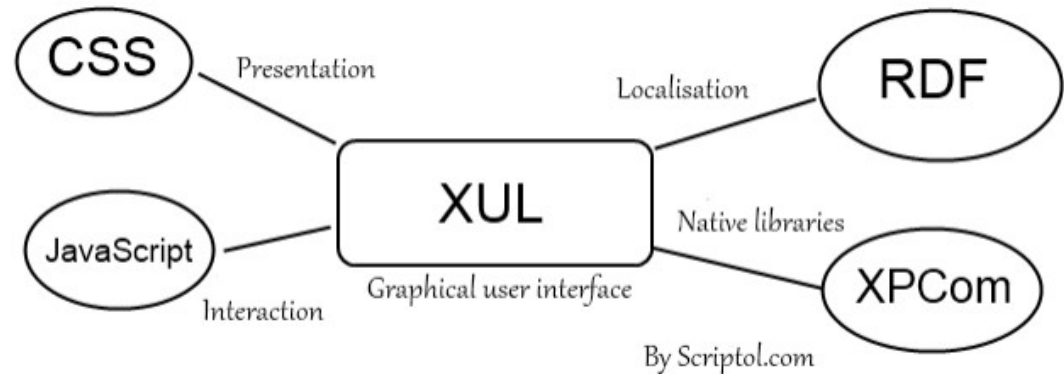 CSS
Presentation
Localisation
RDF
XUL
JavaScript
Interaction
Graphical user interface
Native libraries
XPCom
By Scriptol.com